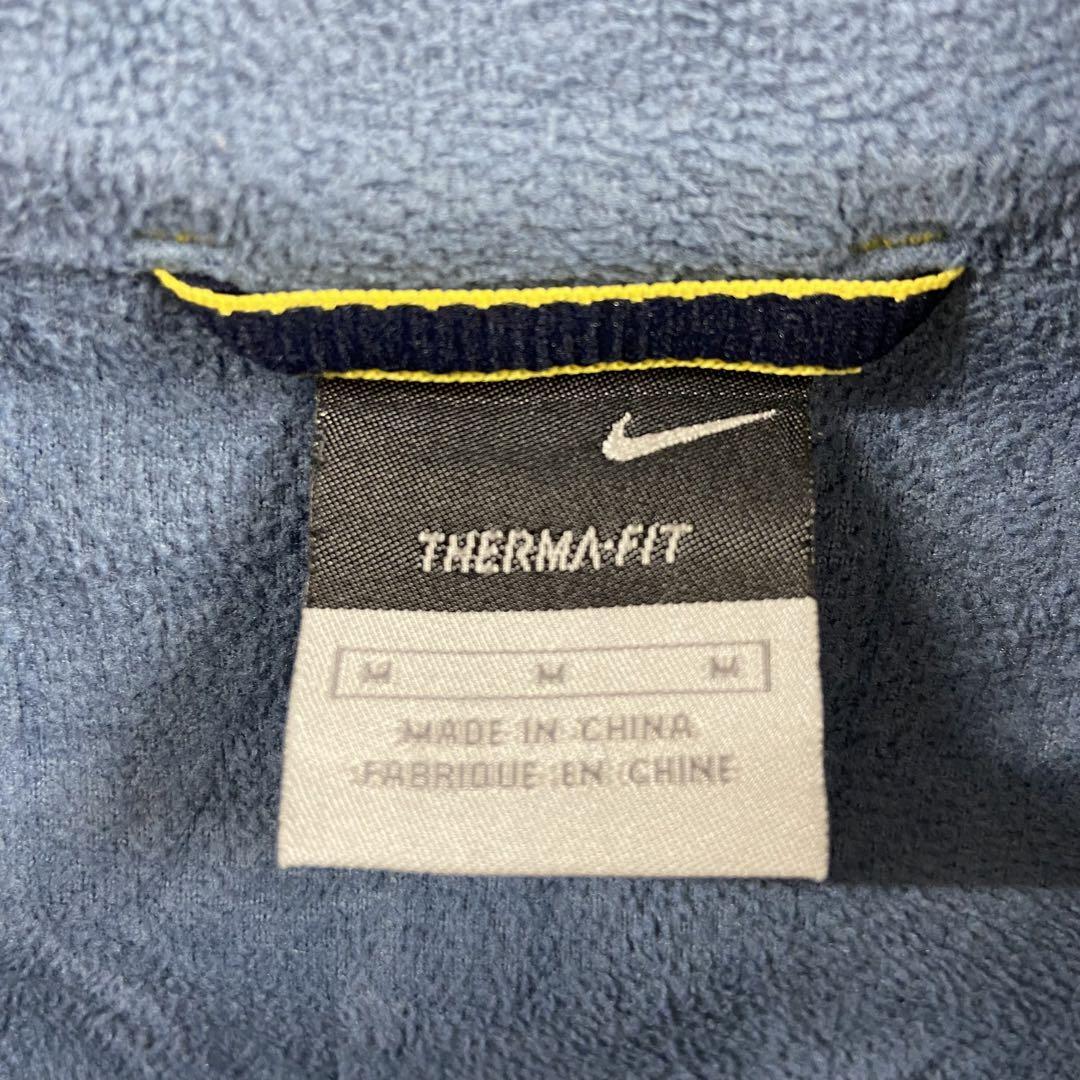 THERMA·FIT
M M M
MADE IN CHINA
FABRIQUE EN CHINE